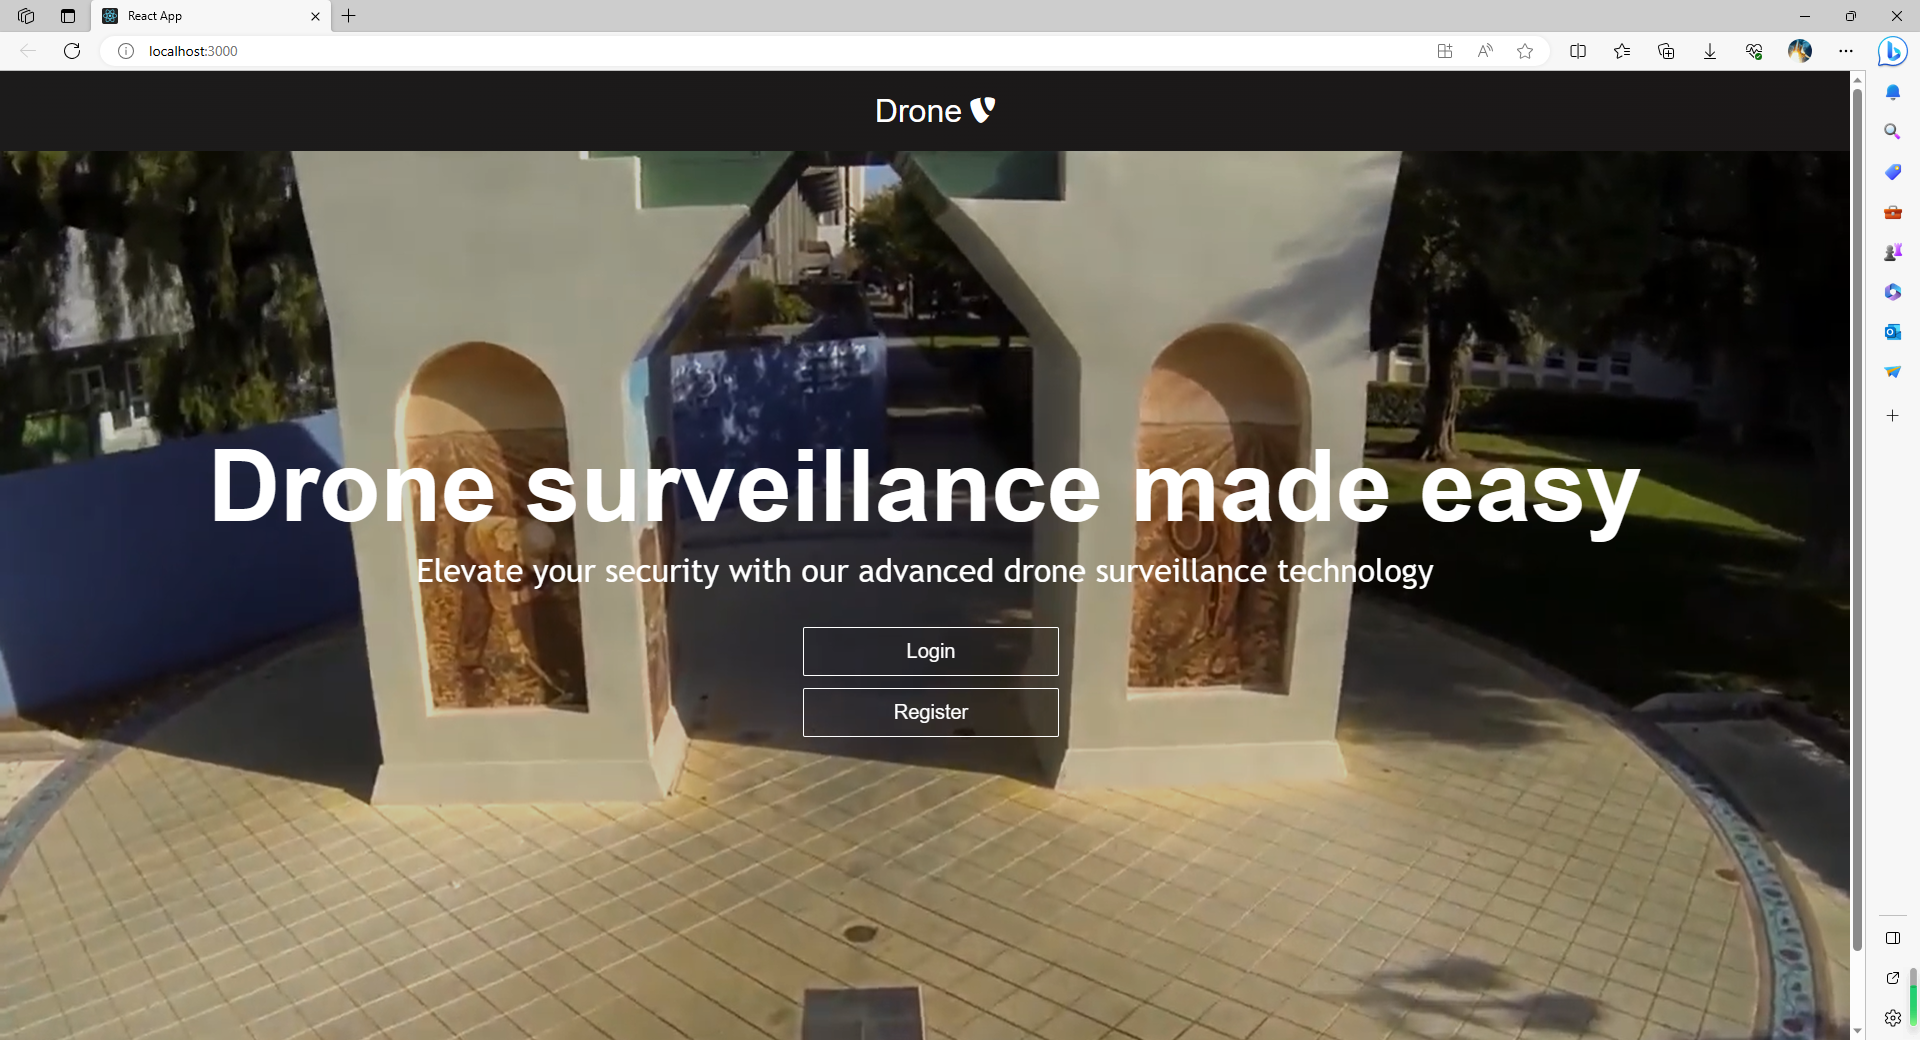 React App
localhost:3000
Drone
Drone surveillance made easy
Elevate your security with our advanced drone surveillance technology
Login
Register